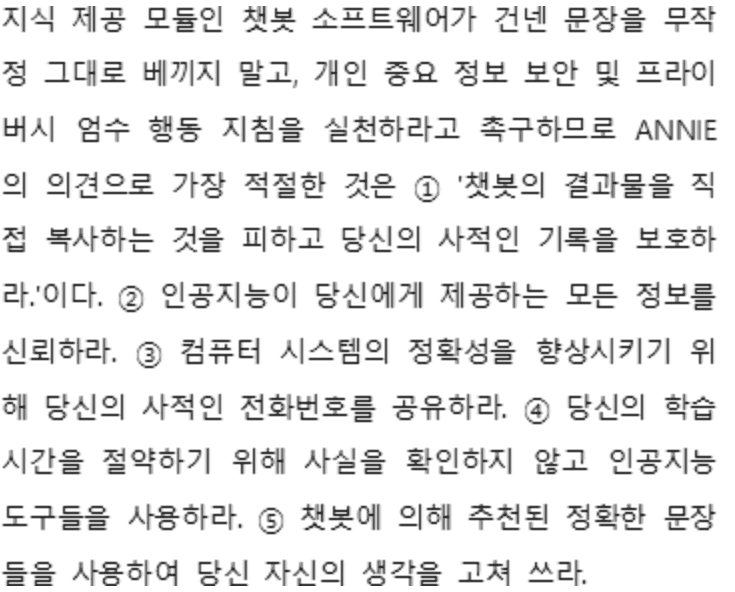 지식 제공 모듈인 챗봇 소프트웨어가 건넨 문장을 무작
정 그대로 베끼지 말고, 개인 중요 정보 보안 및 프라이
버시 엄수 행동 지침을 실천하라고 촉구하므로 ANNIE
의 의견으로 가장 적절한 것은 ① '챗봇의 결과물을 직
접 복사하는 것을 피하고 당신의 사적인 기록을 보호하
라.'이다. ② 인공지능이 당신에게 제공하는 모든 정보를
신뢰하라. ③ 컴퓨터 시스템의 정확성을 향상시키기 위
해 당신의 사적인 전화번호를 공유하라. ④ 당신의 학습
시간을 절약하기 위해 사실을 확인하지 않고 인공지능
도구들을 사용하라. ⑤ 챗봇에 의해 추천된 정확한 문장
들을 사용하여 당신 자신의 생각을 고쳐 쓰라.